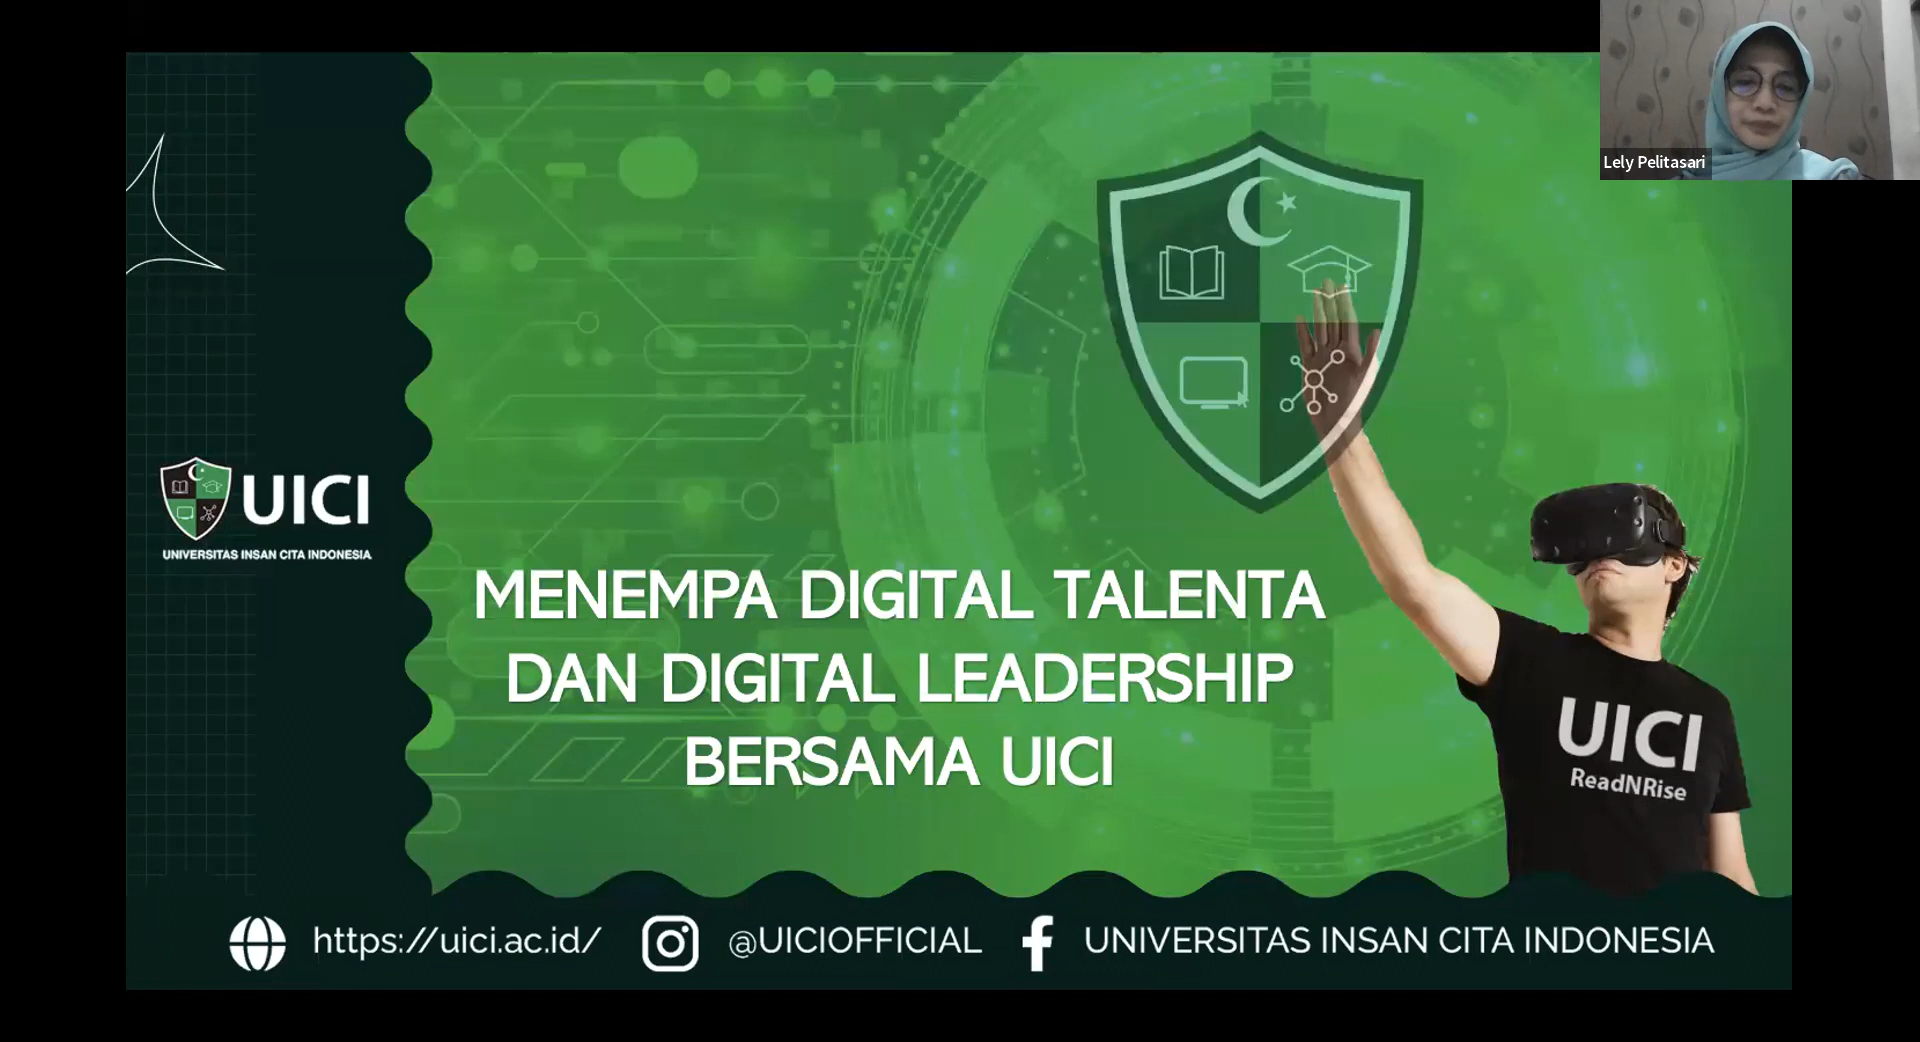 Lely Pelitasari
UICI
UNIVERSITAS INSAN CITA INDONESIA
MENEMPA DIGITAL TALENTA
DAN DIGITAL LEADERSHIP
BERSAMA UICI
UICI
ReadNRise
https://uici.ac.id/
@UICIOFFICIAL
UNIVERSITAS INSAN CITA INDONESIA